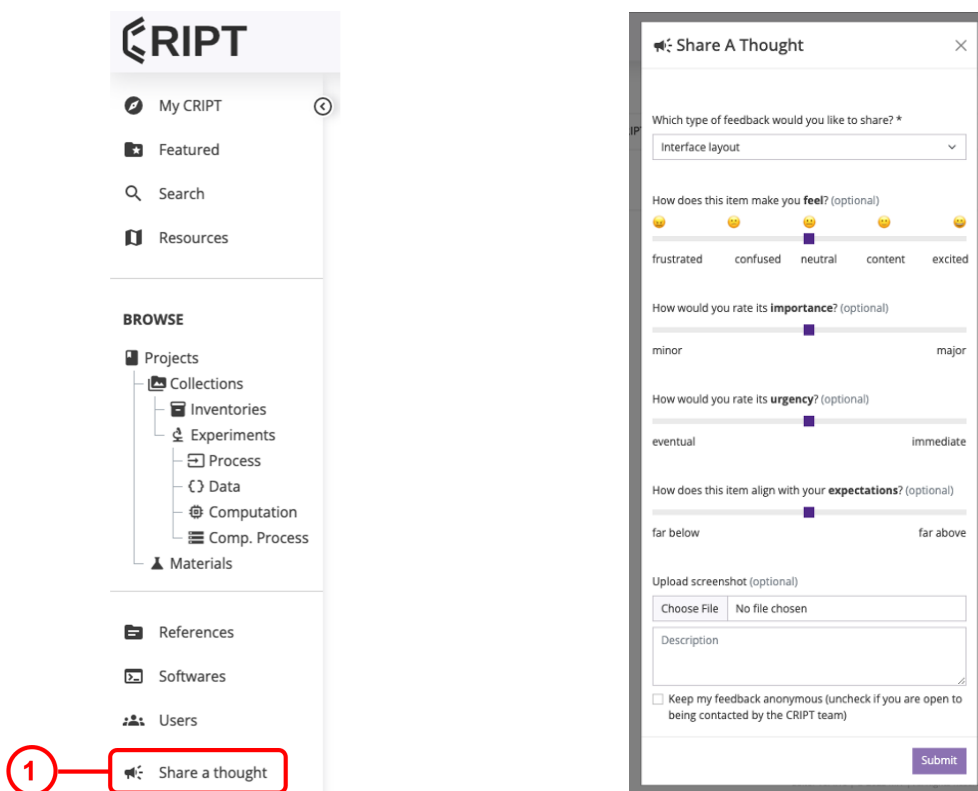 CRIPT
My CRIPT
Featured
Search
Resources
BROWSE
Projects
Collections
Inventories
Experiments
Process
Data
Computation
Comp. Process
Materials
References
Softwares
Users
1
Share a thought
Share A Thought
Which type of feedback would you like to share? *
Interface layout
How does this item make you feel? (optional)
frustrated confused neutral content excited
How would you rate its importance? (optional)
minor major
How would you rate its urgency? (optional)
eventual immediate
How does this item align with your expectations? (optional)
far below far above
Upload screenshot (optional)
Choose File No file chosen
Description
Keep my feedback anonymous (uncheck if you are open to
being contacted by the CRIPT team)
Submit